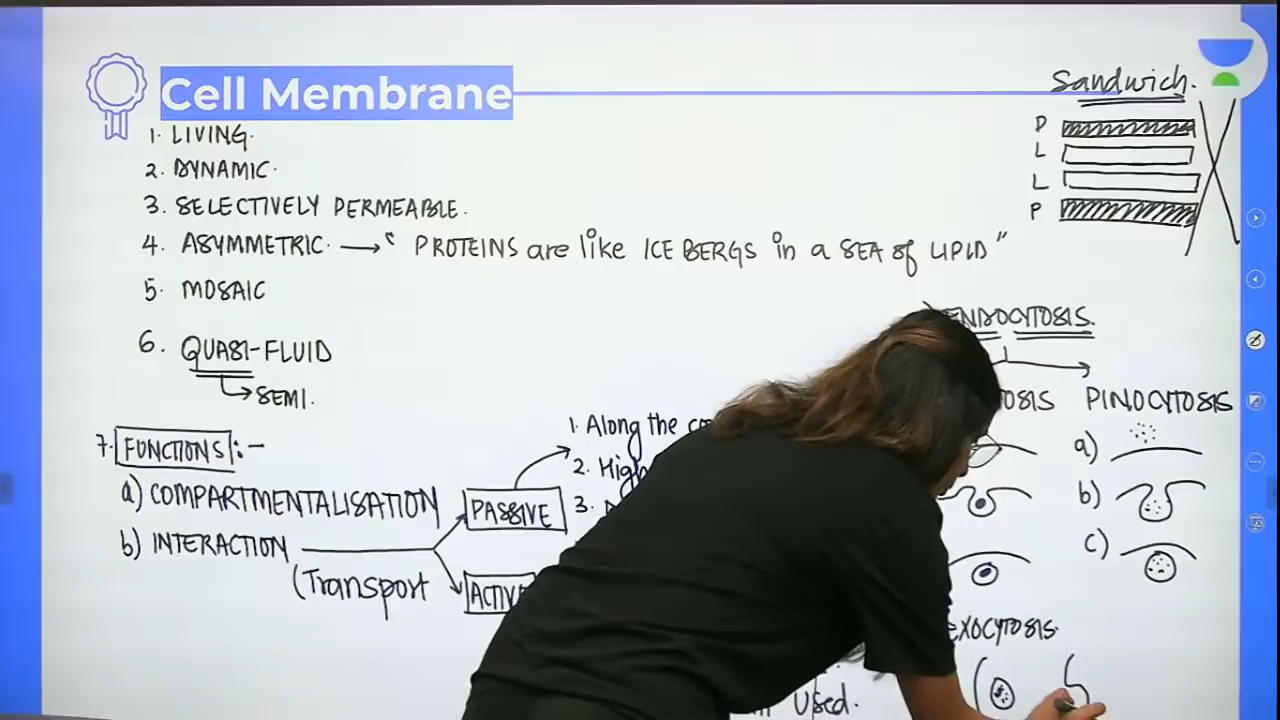 Cell Membrane
Sandwich.
1. LIVING.
2. DYNAMIC.
3. SELECTIVELY PERMEABLE.
4. ASYMMETRIC. → " PROTEINS are like ICE BERGS in a SEA of LIPID "
5. MOSAIC
6. QUASI-FLUID
SEMI.
P
L
L
P
7. FUNCTIONS :-
a) COMPARTMENTALISATION
b) INTERACTION
(Transport
PASSIVE
1. Along the
2.
3.
ENDOCYTOSIS.
PINOCYTOSIS
a)
b)
c)
EXOCYTOSIS.
used.